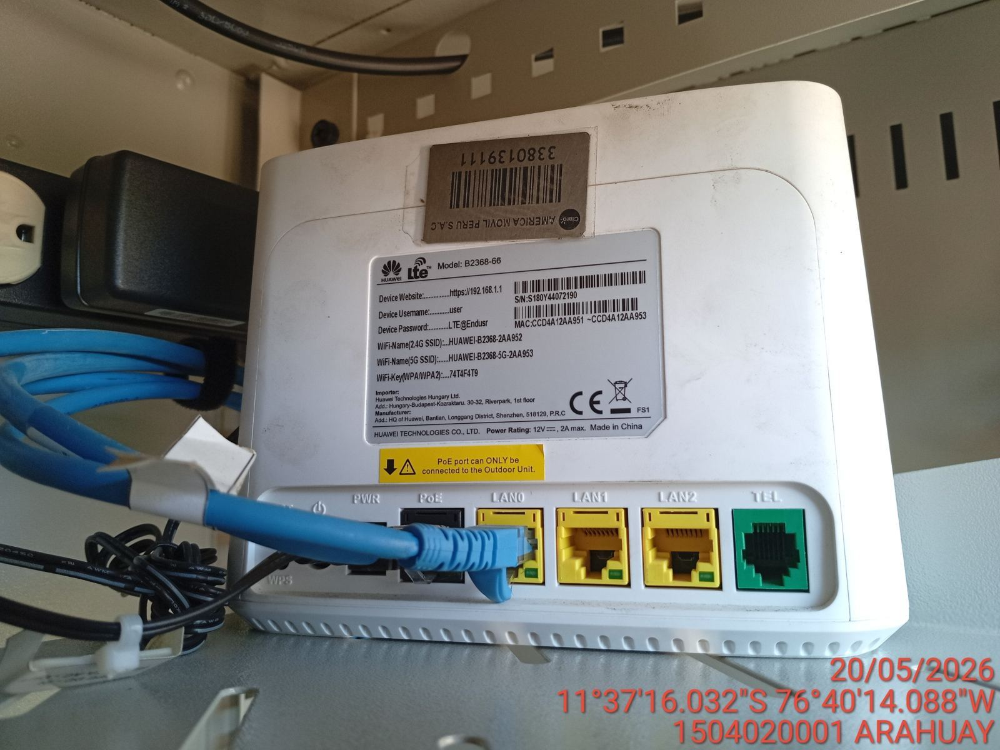 3380139111
Claro AMERICA MOVIL PERU S.A.C
HUAWEI
Lte™
Model: B2368-66
Device Website:...............https://192.168.1.1
Device Username:............user
Device Password:............LTE@Endusr
WiFi-Name(2.4G SSID):...HUAWEI-B2368-2AA952
WiFi-Name(5G SSID):......HUAWEI-B2368-5G-2AA953
WiFi-Key(WPA/WPA2):....74T4F4T9
S/N:S180Y44072190
MAC:CCD4A12AA951 ~CCD4A12AA953
Importer:
Huawei Technologies Hungary Ltd.
Add.: Hungary-Budapest-Kozraktaru. 30-32, Riverpark, 1st floor
Manufacturer:
Add.: HQ of Huawei, Bantian, Longgang District, Shenzhen, 518129, P.R.C
CE
FS1
HUAWEI TECHNOLOGIES CO., LTD. Power Rating: 12V⎓, 2A max. Made in China
PoE port can ONLY be
connected to the Outdoor Unit.
PWR PoE LAN0 LAN1 LAN2 TEL
WPS
AWM
20/05/2026
11°37'16.032"S 76°40'14.088"W
1504020001 ARAHUAY